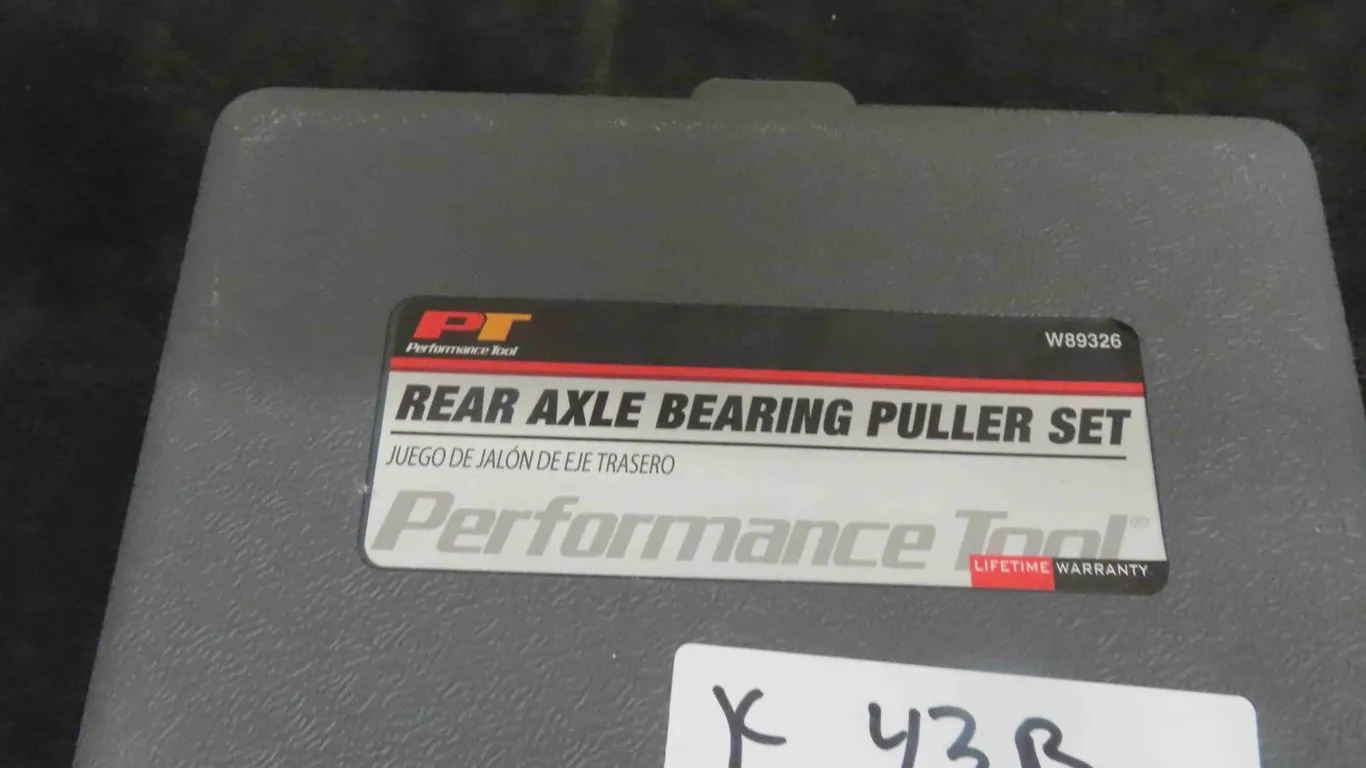 PT
Performance Tool
W89326
REAR AXLE BEARING PULLER SET
JUEGO DE JALÓN DE EJE TRASERO
Performance Tool®
LIFETIME WARRANTY
K 43B